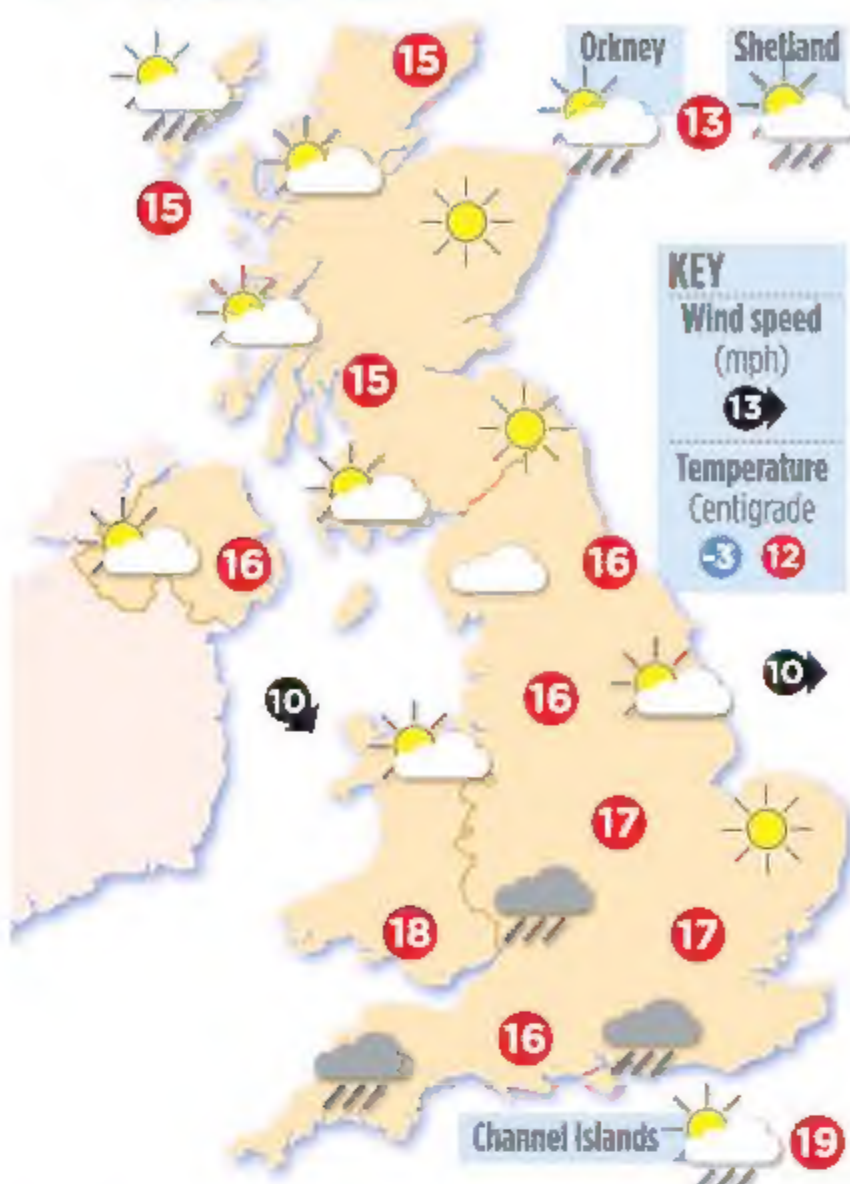 15
Orkney
Shetland
13
15
KEY
Wind speed
(mph)
13
15
Temperature
Centigrade
-3 12
16
16
10
16
10
17
18
17
16
Channel Islands
19